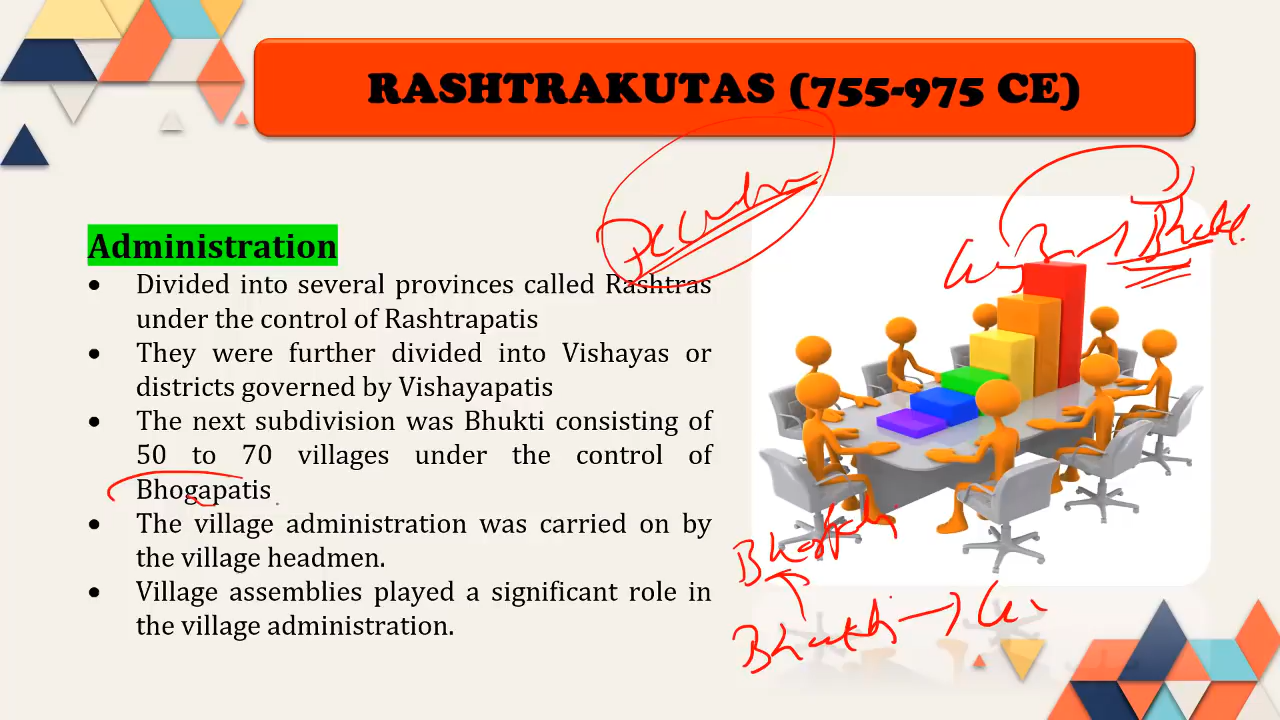 RASHTRAKUTAS (755-975 CE)
Administration
• Divided into several provinces called Rashtras
under the control of Rashtrapatis
• They were further divided into Vishayas or
districts governed by Vishayapatis
• The next subdivision was Bhukti consisting of
50 to 70 villages under the control of
Bhogapatis
• The village administration was carried on by
the village headmen.
• Village assemblies played a significant role in
the village administration.